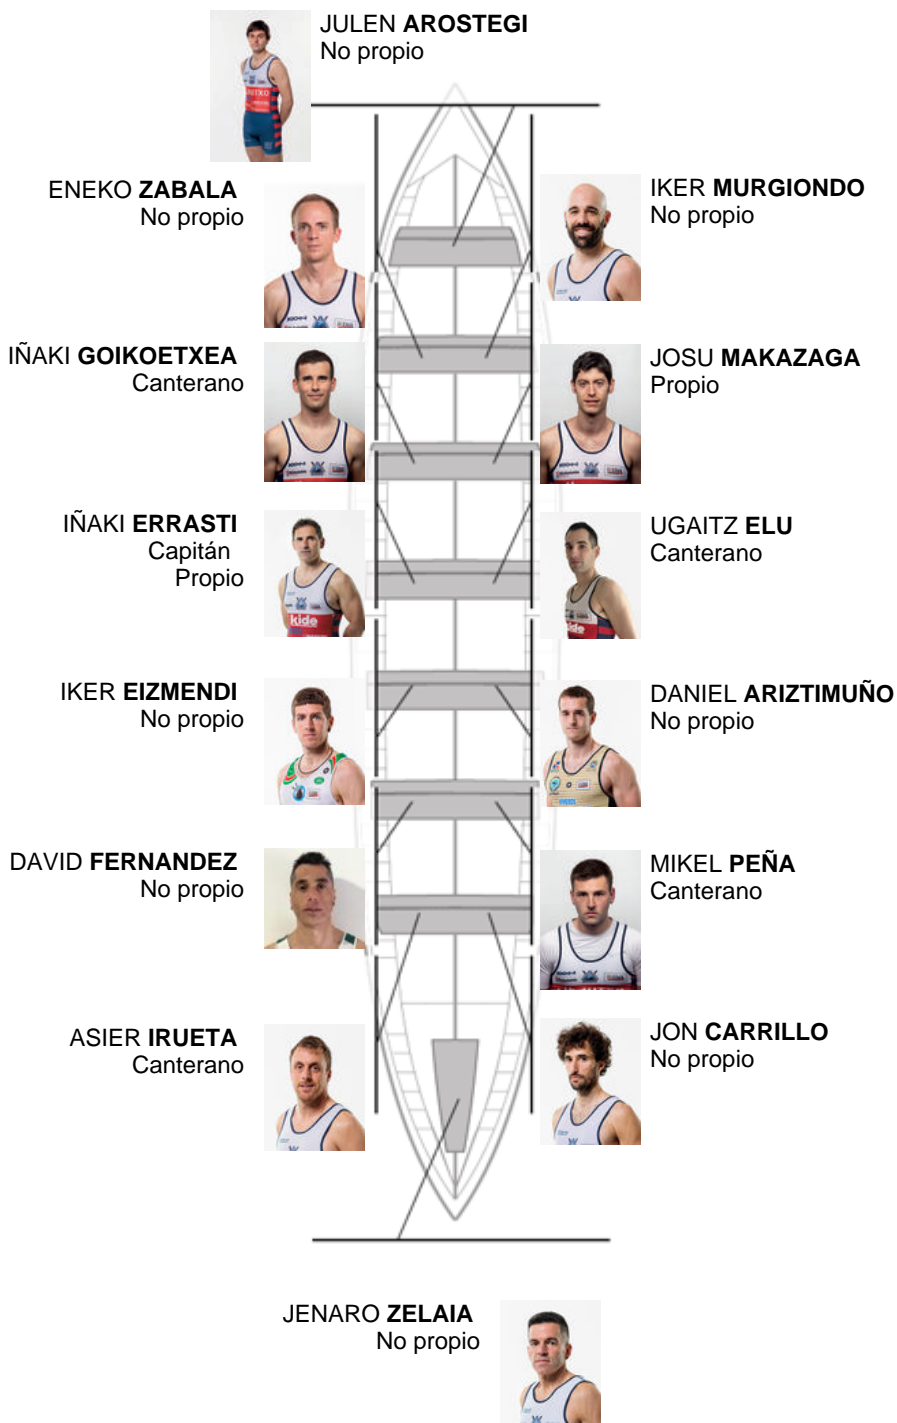 JULEN AROSTEGI
No propio
ENEKO ZABALA
No propio
IKER MURGIONDO
No propio
IÑAKI GOIKOETXEA
Canterano
JOSU MAKAZAGA
Propio
IÑAKI ERRASTI
Capitán
Propio
kide
UGAITZ ELU
Canterano
kide
IKER EIZMENDI
No propio
DANIEL ARIZTIMUÑO
No propio
DAVID FERNANDEZ
No propio
MIKEL PEÑA
Canterano
ASIER IRUETA
Canterano
JON CARRILLO
No propio
JENARO ZELAIA
No propio